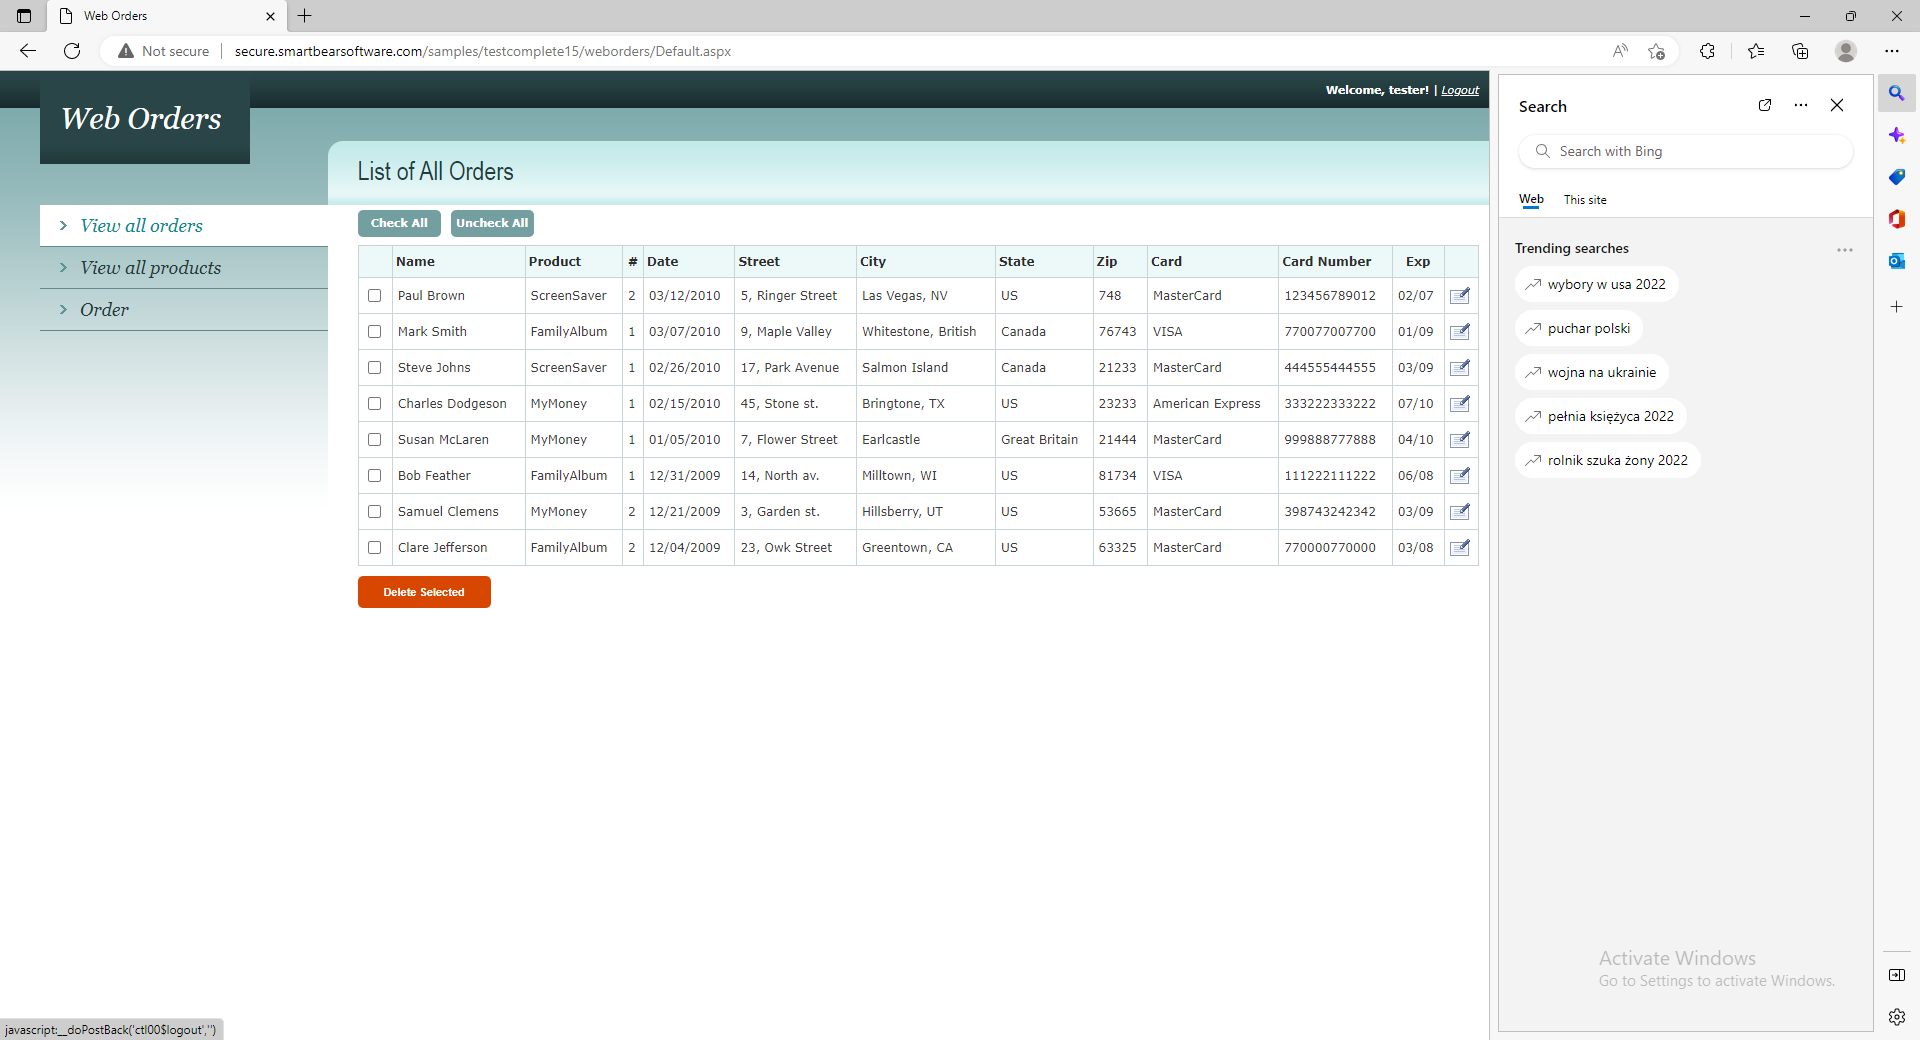 Web Orders
Not secure
secure.smartbearsoftware.com/samples/testcomplete15/weborders/Default.aspx
Welcome, tester! | Logout
Web Orders
List of All Orders
View all orders
View all products
Order
Check All
Uncheck All
Name Product # Date Street City State Zip Card Card Number Exp
Paul Brown ScreenSaver 2 03/12/2010 5, Ringer Street Las Vegas, NV US 748 MasterCard 123456789012 02/07
Mark Smith FamilyAlbum 1 03/07/2010 9, Maple Valley Whitestone, British Canada 76743 VISA 770077007700 01/09
Steve Johns ScreenSaver 1 02/26/2010 17, Park Avenue Salmon Island Canada 21233 MasterCard 444555444555 03/09
Charles Dodgeson MyMoney 1 02/15/2010 45, Stone st. Bringtone, TX US 23233 American Express 333222333222 07/10
Susan McLaren MyMoney 1 01/05/2010 7, Flower Street Earlcastle Great Britain 21444 MasterCard 999888777888 04/10
Bob Feather FamilyAlbum 1 12/31/2009 14, North av. Milltown, WI US 81734 VISA 111222111222 06/08
Samuel Clemens MyMoney 2 12/21/2009 3, Garden st. Hillsberry, UT US 53665 MasterCard 398743242342 03/09
Clare Jefferson FamilyAlbum 2 12/04/2009 23, Owk Street Greentown, CA US 63325 MasterCard 770000770000 03/08
Delete Selected
Search
Search with Bing
Web
This site
Trending searches
wybory w usa 2022
puchar polski
wojna na ukrainie
pełnia księżyca 2022
rolnik szuka żony 2022
Activate Windows
Go to Settings to activate Windows.
javascript:__doPostBack('ctl00$logout','')